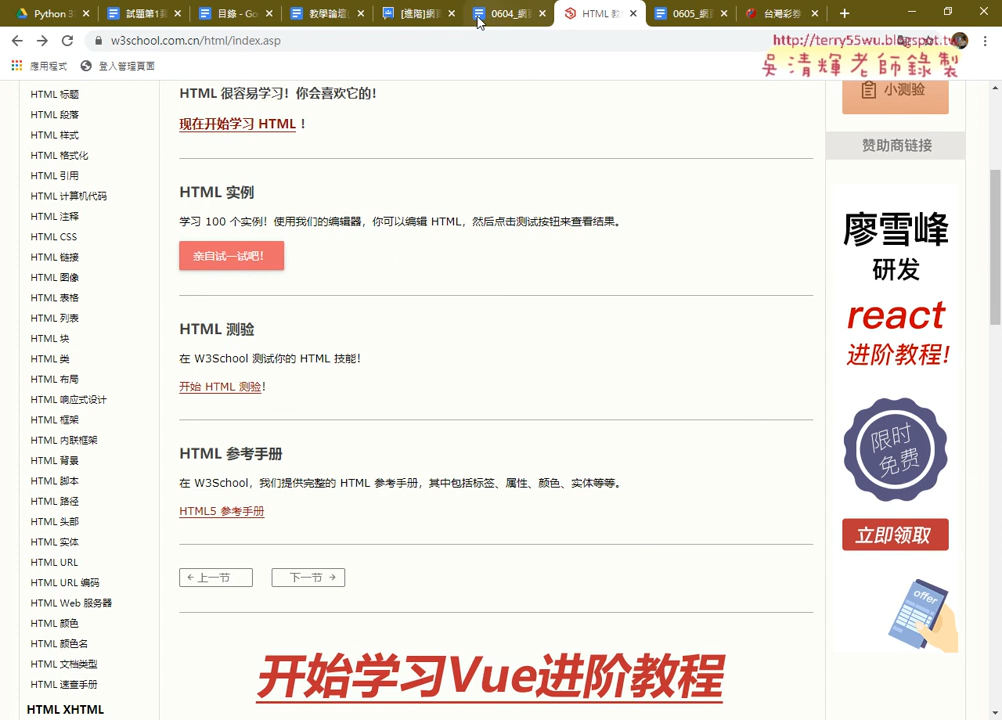 Python 3
試題第1
目錄 - Go
教學論壇(
[進階]網頁
0604_網
HTML 教
0605_網
台灣彩券
w3school.com.cn/html/index.asp
http://terry55wu.blogspot.tw
應用程式
登入管理頁面
吳清輝老師錄製
HTML 标题
HTML 段落
HTML 样式
HTML 格式化
HTML 引用
HTML 计算机代码
HTML 注释
HTML CSS
HTML 链接
HTML 图像
HTML 表格
HTML 列表
HTML 块
HTML 类
HTML 布局
HTML 响应式设计
HTML 框架
HTML 内联框架
HTML 背景
HTML 脚本
HTML 路径
HTML 头部
HTML 实体
HTML URL
HTML URL 编码
HTML Web 服务器
HTML 颜色
HTML 颜色名
HTML 文档类型
HTML 速查手册
HTML XHTML
HTML 很容易学习！你会喜欢它的！
现在开始学习 HTML ！
HTML 实例
学习 100 个实例！使用我们的编辑器，你可以编辑 HTML，然后点击测试按钮来查看结果。
亲自试一试吧！
HTML 测验
在 W3School 测试你的 HTML 技能！
开始 HTML 测验！
HTML 参考手册
在 W3School，我们提供完整的 HTML 参考手册，其中包括标签、属性、颜色、实体等等。
HTML5 参考手册
上一节
下一节
开始学习Vue进阶教程
小测验
赞助商链接
廖雪峰
研发
react
进阶教程!
限时
免费
立即领取
offer